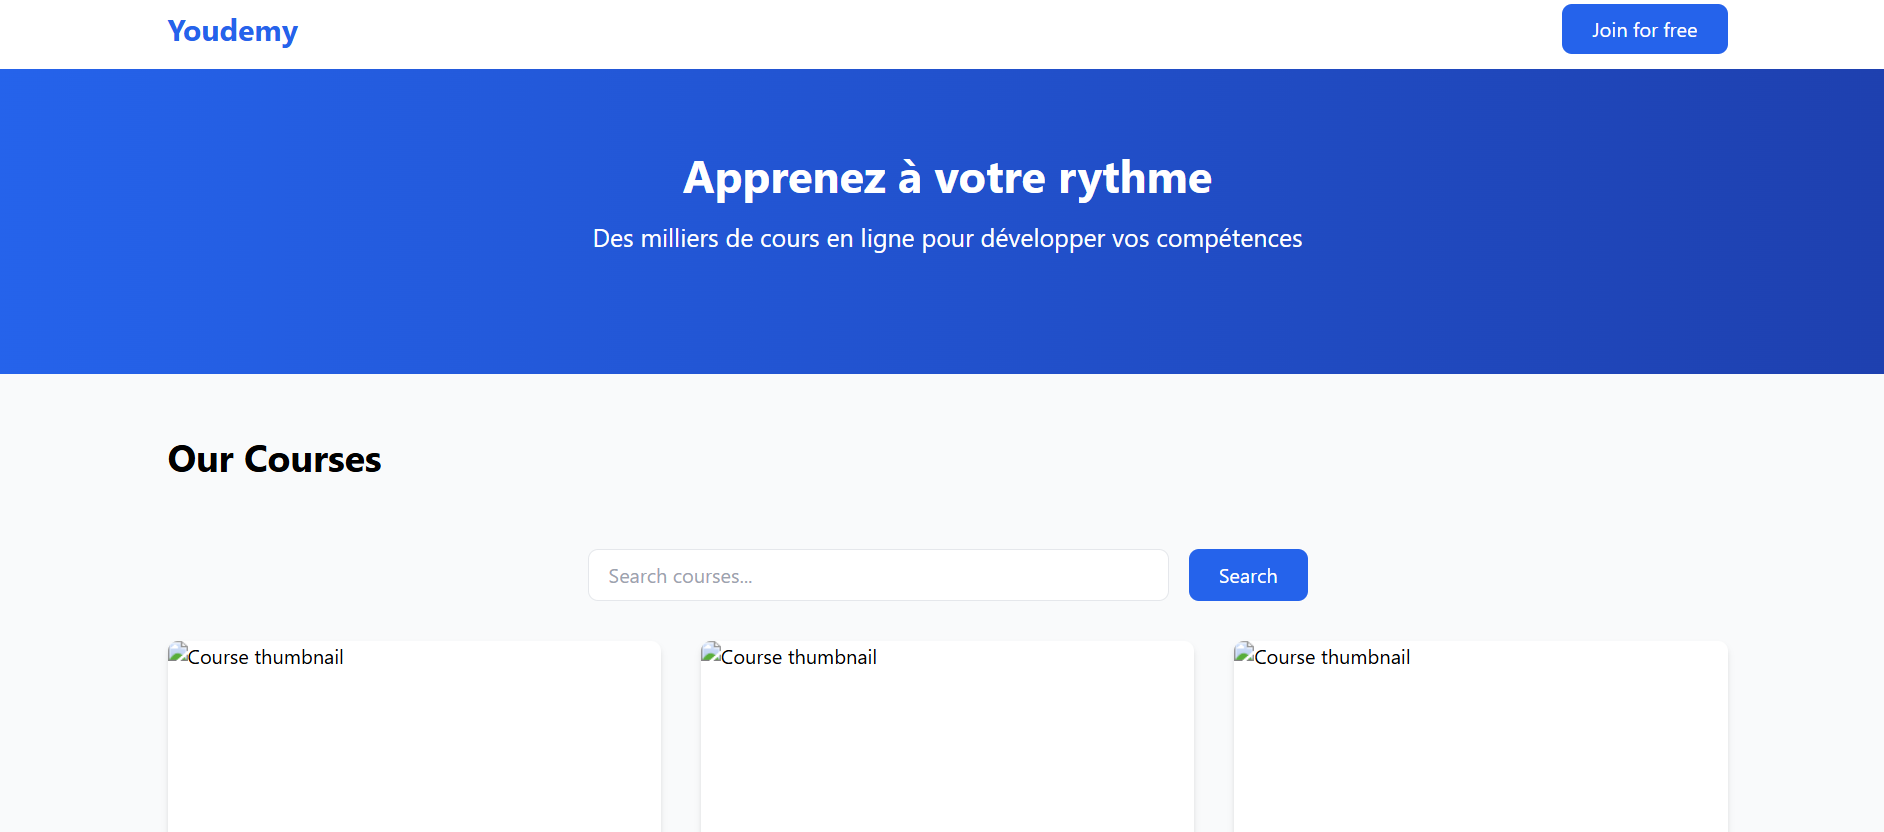 Youdemy
Join for free
Apprenez à votre rythme
Des milliers de cours en ligne pour développer vos compétences
Our Courses
Search courses...
Search
Course thumbnail
Course thumbnail
Course thumbnail